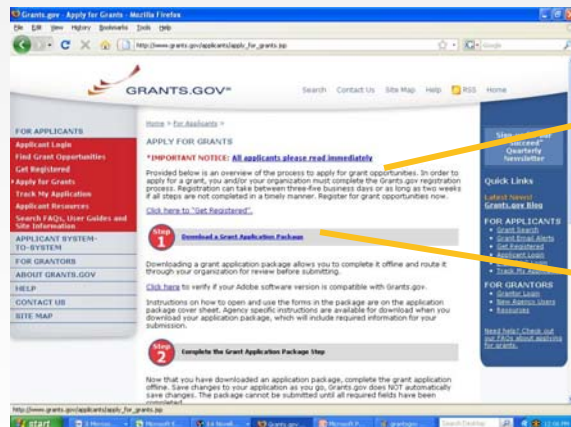 Grants.gov - Apply for Grants - Mozilla Firefox
File Edit View History Bookmarks Tools Help
http://www.grants.gov/applicants/apply_for_grants.jsp
Google
GRANTS.GOV℠
Search Contact Us Site Map Help RSS Home
FOR APPLICANTS
Applicant Login
Find Grant Opportunities
Get Registered
Apply for Grants
Track My Application
Applicant Resources
Search FAQs, User Guides and
Site Information
APPLICANT SYSTEM-
TO-SYSTEM
FOR GRANTORS
ABOUT GRANTS.GOV
HELP
CONTACT US
SITE MAP
Home > For Applicants >
APPLY FOR GRANTS
*IMPORTANT NOTICE: All applicants please read immediately
Provided below is an overview of the process to apply for grant opportunities. In order to
apply for a grant, you and/or your organization must complete the Grants.gov registration
process. Registration can take between three-five business days or as long as two weeks
if all steps are not completed in a timely manner. Register for grant opportunities now.
Click here to "Get Registered".
Step 1
Download a Grant Application Package
Downloading a grant application package allows you to complete it offline and route it
through your organization for review before submitting.
Click here to verify if your Adobe software version is compatible with Grants.gov.
Instructions on how to open and use the forms in the package are on the application
package cover sheet. Agency specific instructions are available for download when you
download your application package, which will include required information for your
submission.
Step 2
Complete the Grant Application Package Step
Now that you have downloaded an application package, complete the grant application
offline. Save changes to your application as you go, Grants.gov does NOT automatically
save changes. The package cannot be submitted until all required fields have been
completed.
Succeed"
Quarterly
Newsletter
Quick Links
Latest News!
Grants.gov Blog
FOR APPLICANTS
Grant Search
Grant Email Alerts
Get Registered
Applicant Login
Track My
FOR GRANTORS
Grantor Login
New Agency Users
Resources
Need help? Check out
our FAQs about applying
for grants.
http://www.grants.gov/applicants/apply_for_grants.jsp
start
Search Desktop
12:06 PM